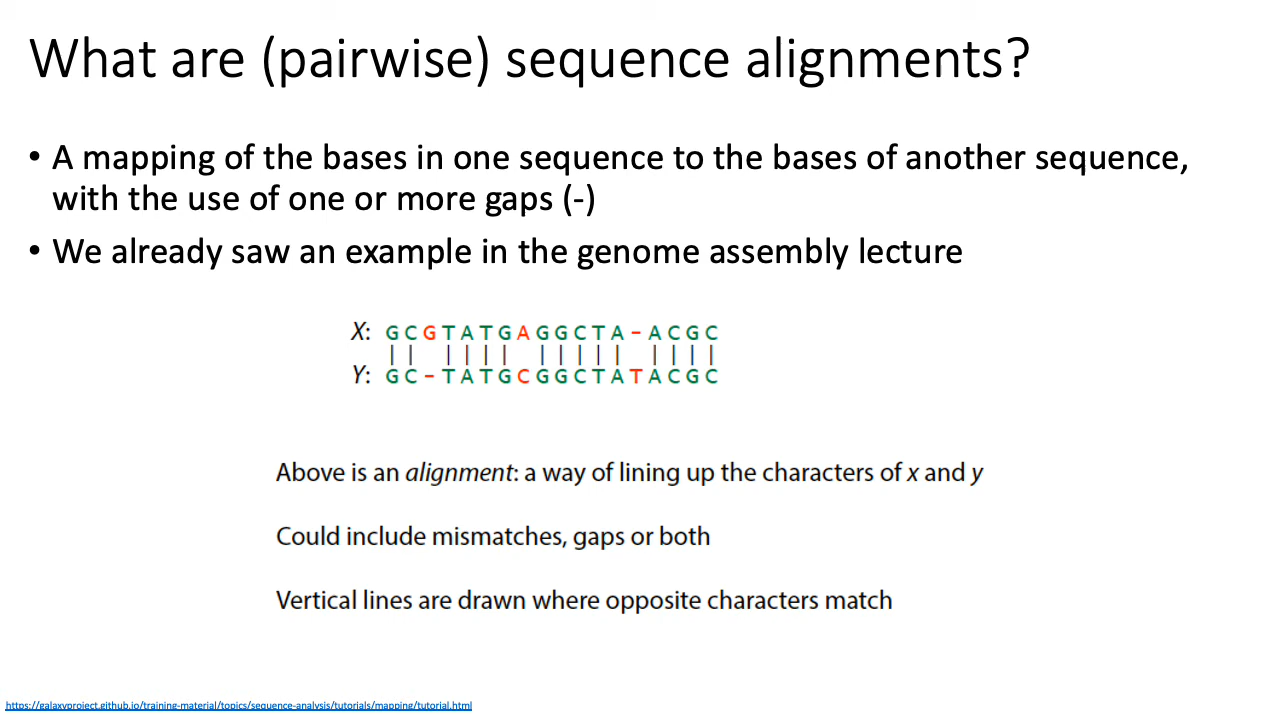 What are (pairwise) sequence alignments?
• A mapping of the bases in one sequence to the bases of another sequence,
with the use of one or more gaps (-)
• We already saw an example in the genome assembly lecture
X: GCGTATGAGGCTA-ACGC
|| |||| ||||| ||||
Y: GC-TATGCGGCTATACGC
Above is an alignment: a way of lining up the characters of x and y
Could include mismatches, gaps or both
Vertical lines are drawn where opposite characters match
https://galaxyproject.github.io/training-material/topics/sequence-analysis/tutorials/mapping/tutorial.html